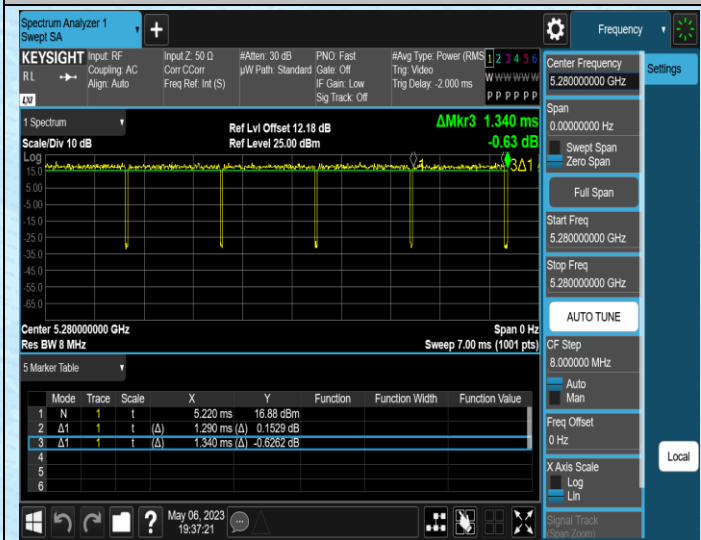 Spectrum Analyzer 1
Swept SA
+
Frequency
KEYSIGHT
RL
LXI
Input: RF
Coupling: AC
Align: Auto
Input Z: 50 Ω
Corr CCorr
Freq Ref: Int (S)
#Atten: 30 dB
µW Path: Standard
PNO: Fast
Gate: Off
IF Gain: Low
Sig Track: Off
#Avg Type: Power (RMS
Trig: Video
Trig Delay: -2.000 ms
1 2 3 4 5 6
W W W W W W
P P P P P P
1 Spectrum
Scale/Div 10 dB
Ref Lvl Offset 12.18 dB
Ref Level 25.00 dBm
ΔMkr3 1.340 ms
-0.63 dB
Log
15.0
5.00
-5.00
-15.0
-25.0
-35.0
-45.0
-55.0
-65.0
1
3Δ1
Center 5.280000000 GHz
Res BW 8 MHz
Span 0 Hz
Sweep 7.00 ms (1001 pts)
5 Marker Table
Mode Trace Scale X Y Function Function Width Function Value
1 N 1 t 5.220 ms 16.88 dBm
2 Δ1 1 t (Δ) 1.290 ms (Δ) 0.1529 dB
3 Δ1 1 t (Δ) 1.340 ms (Δ) -0.6262 dB
4
5
6
?
May 06, 2023
19:37:21
Center Frequency
5.280000000 GHz
Span
0.00000000 Hz
Swept Span
Zero Span
Full Span
Start Freq
5.280000000 GHz
Stop Freq
5.280000000 GHz
AUTO TUNE
CF Step
8.000000 MHz
Auto
Man
Freq Offset
0 Hz
X Axis Scale
Log
Lin
Signal Track
(Span Zoom)
Settings
Local